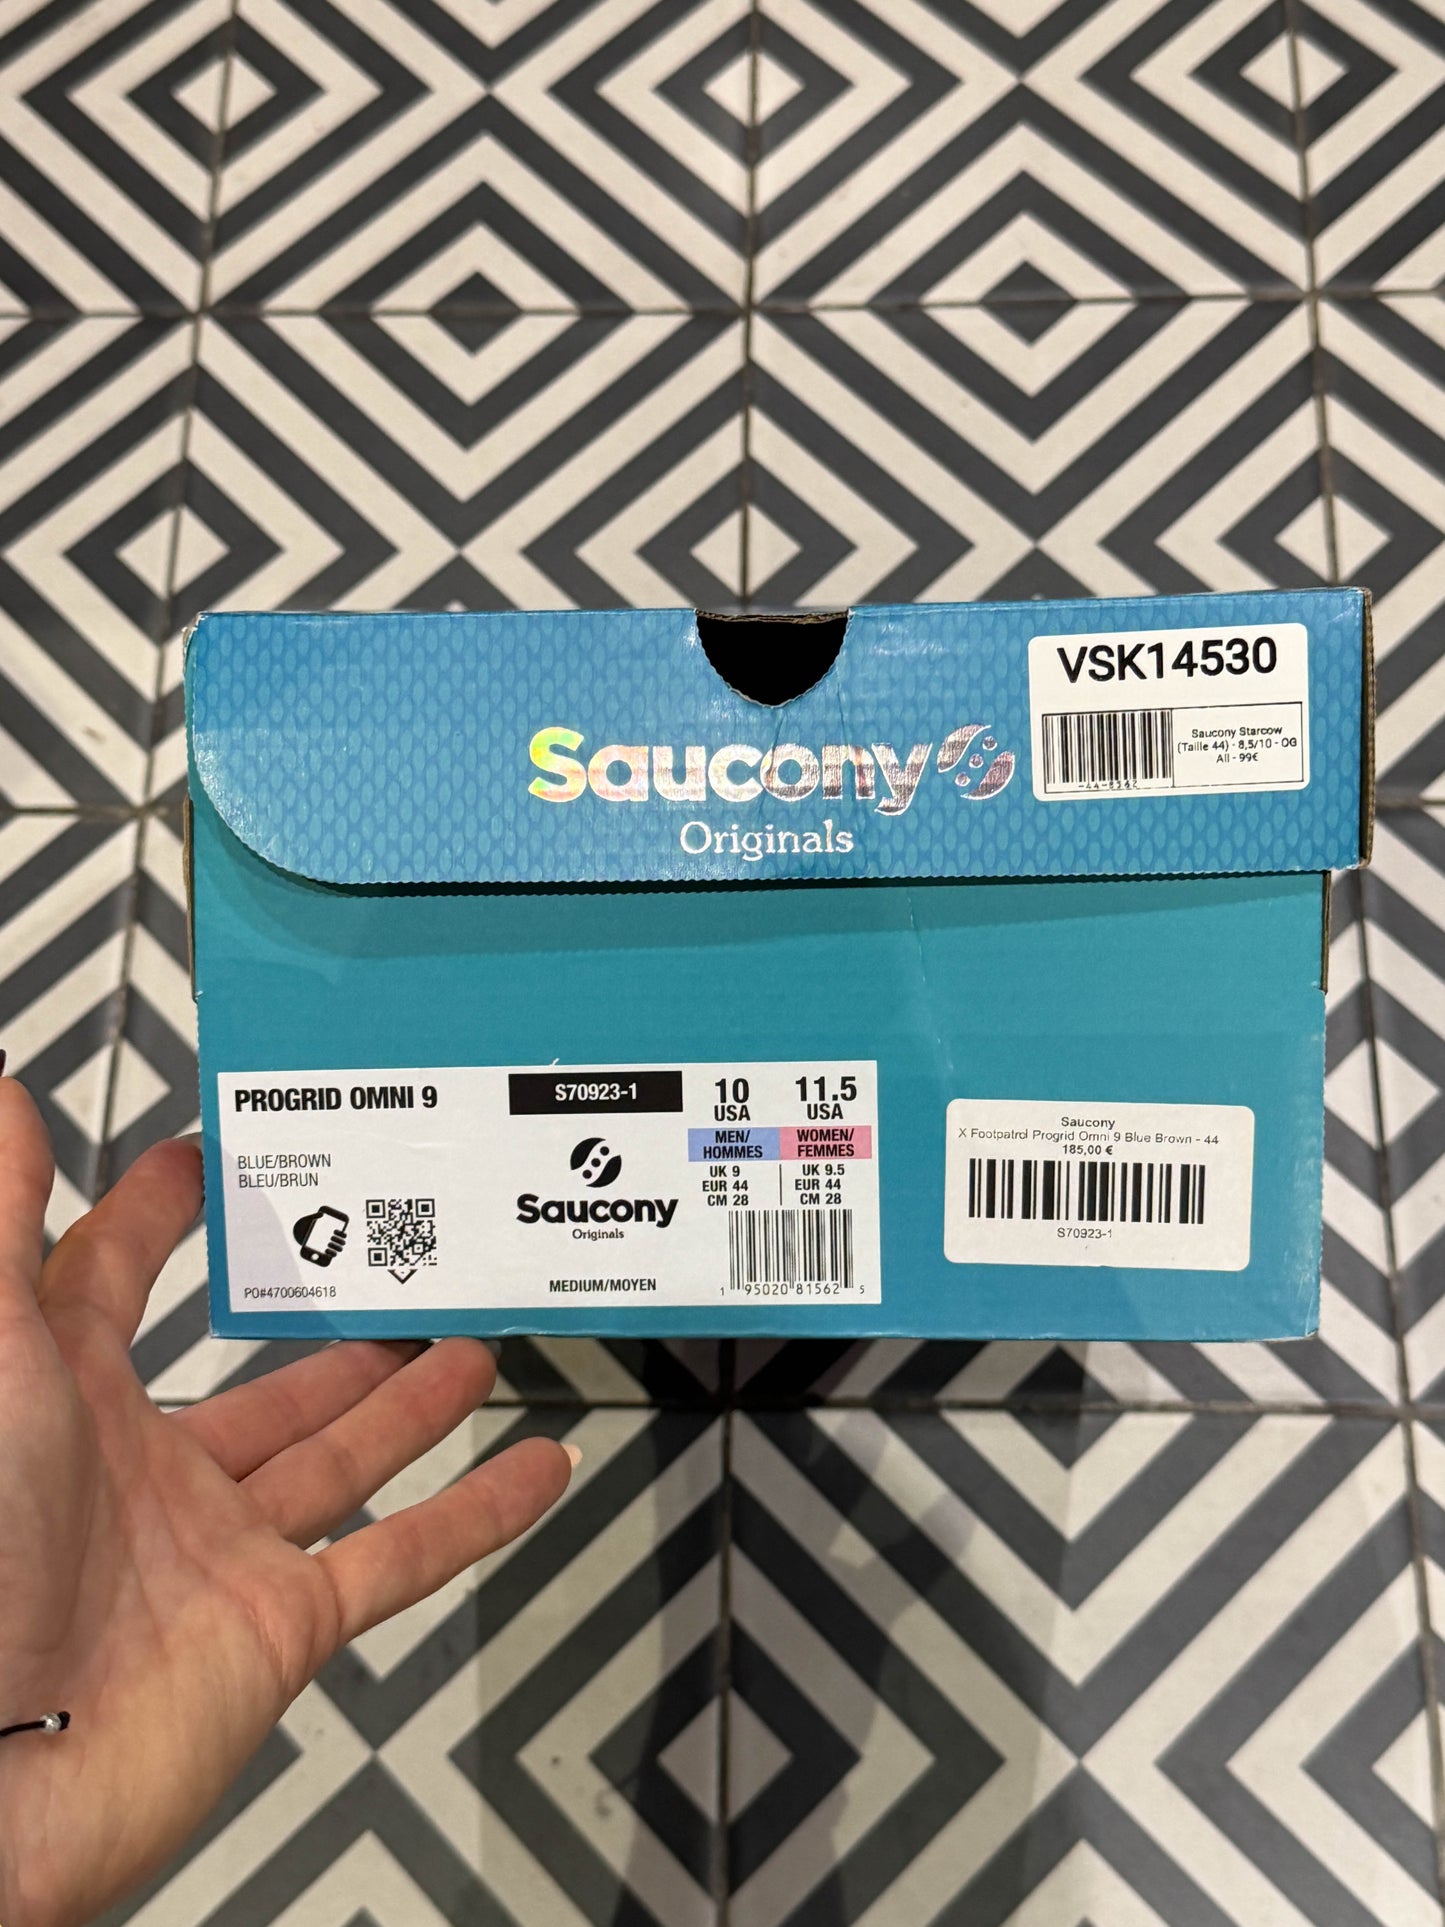 VSK14530
Saucony Starcow
(Taille 44) - 8,5/10 - OG
All - 99€
Saucony
Originals
PROGRID OMNI 9
S70923-1
10
USA
11.5
USA
MEN/
HOMMES
WOMEN/
FEMMES
BLUE/BROWN
BLEU/BRUN
UK 9
EUR 44
CM 28
UK 9.5
EUR 44
CM 28
Saucony
Originals
MEDIUM/MOYEN
PO#4700604618
1 95020 81562 5
Saucony
X Footpatrol Progrid Omni 9 Blue Brown - 44
185,00 €
S70923-1